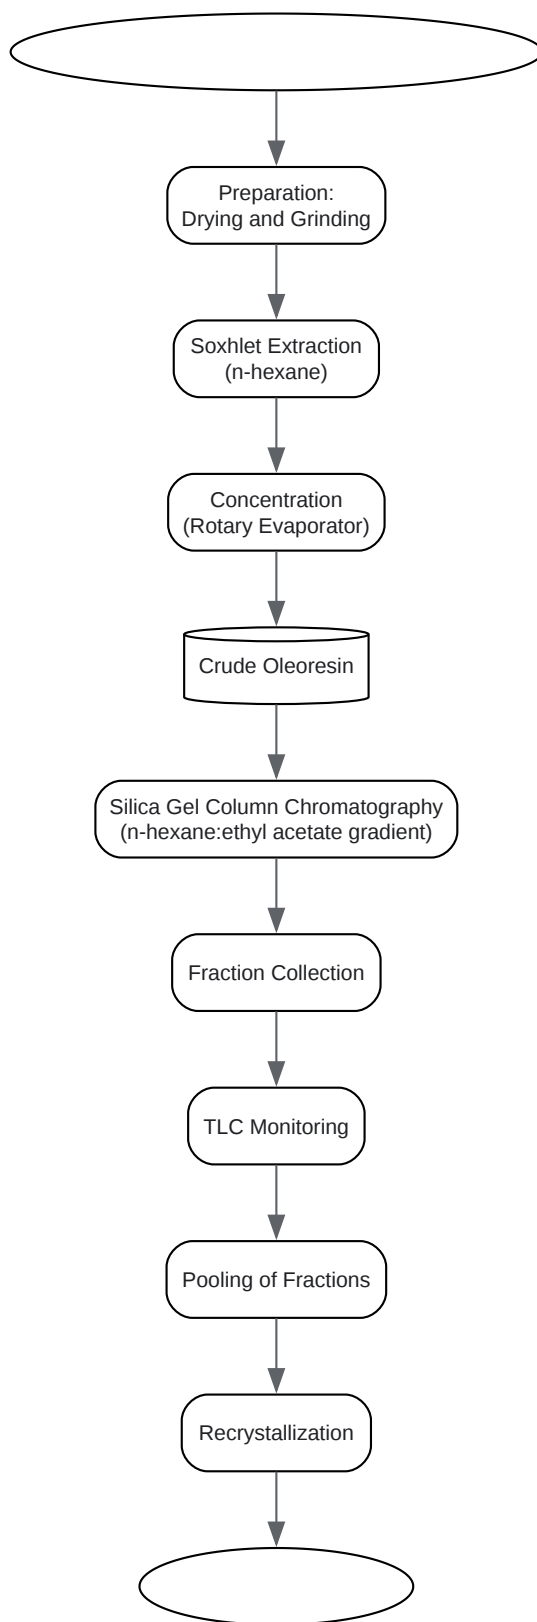 Preparation:
Drying and Grinding
Soxhlet Extraction
(n-hexane)
Concentration
(Rotary Evaporator)
Crude Oleoresin
Silica Gel Column Chromatography
(n-hexane:ethyl acetate gradient)
Fraction Collection
TLC Monitoring
Pooling of Fractions
Recrystallization